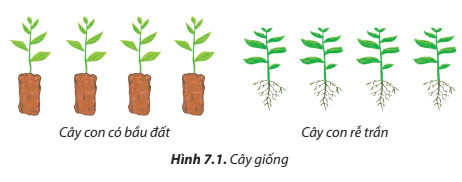 Cây con có bầu đất
Cây con rễ trần
Hình 7.1. Cây giống